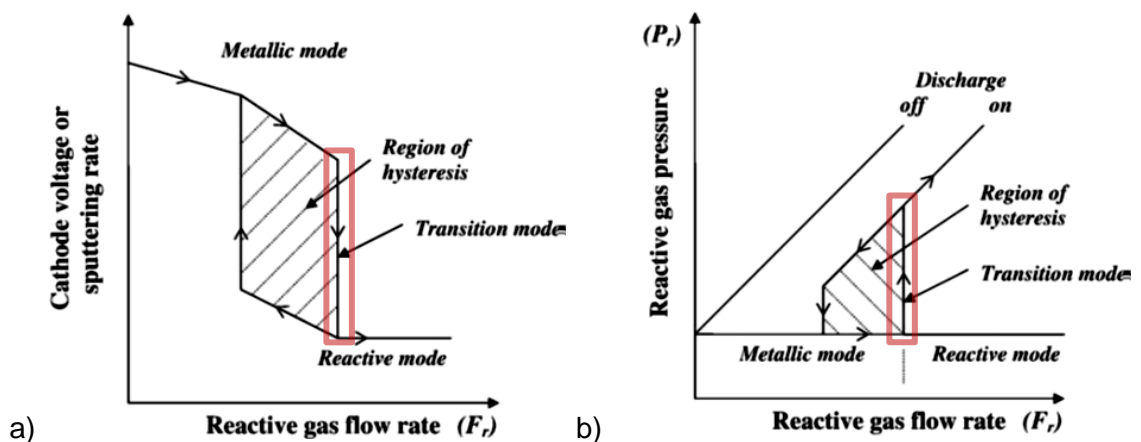 Metallic mode
Cathode voltage or
sputtering rate
Region of
hysteresis
Transition mode
Reactive mode
Reactive gas flow rate (Fr)
a)
(Pr)
Discharge
off on
Reactive gas pressure
Region of
hysteresis
Transition mode
Metallic mode
Reactive mode
Reactive gas flow rate (Fr)
b)